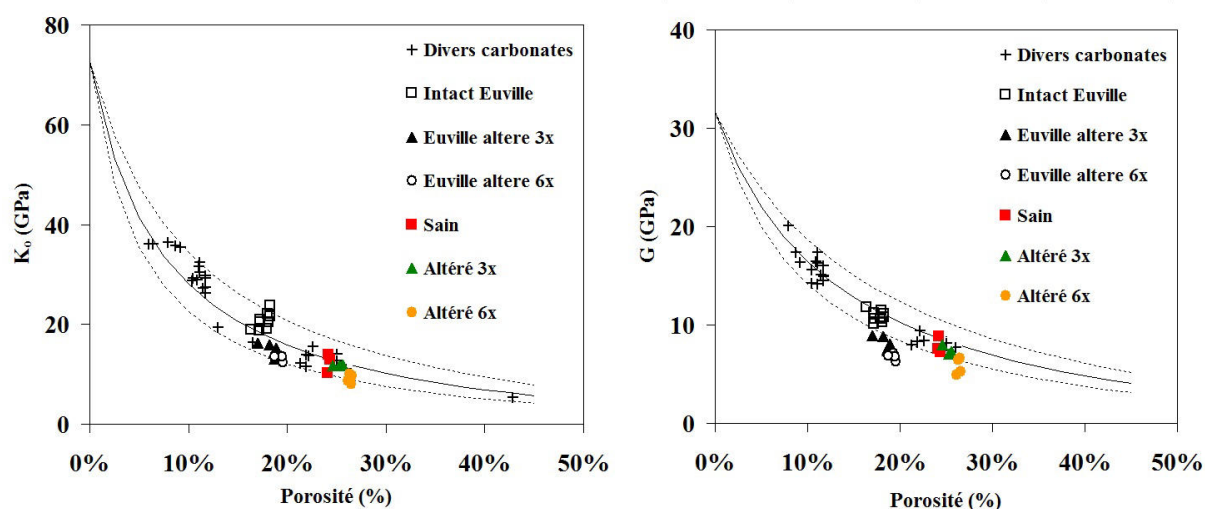 80
60
40
20
0
Kₒ (GPa)
0% 10% 20% 30% 40% 50%
Porosité (%)
Divers carbonates
Intact Euville
Euville altere 3x
Euville altere 6x
Sain
Altéré 3x
Altéré 6x
40
30
20
10
0
G (GPa)
0% 10% 20% 30% 40% 50%
Porosité (%)
Divers carbonates
Intact Euville
Euville altere 3x
Euville altere 6x
Sain
Altéré 3x
Altéré 6x